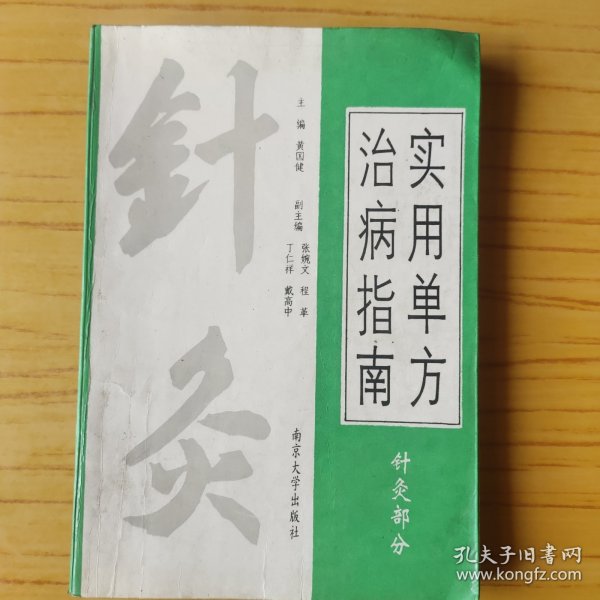 实用单方
治病指南
针灸部分
主编 黄国健
副主编 张婉文 程革
丁仁祥 戴高中
針灸
南京大学出版社
孔夫子旧书网
www.kongfz.com